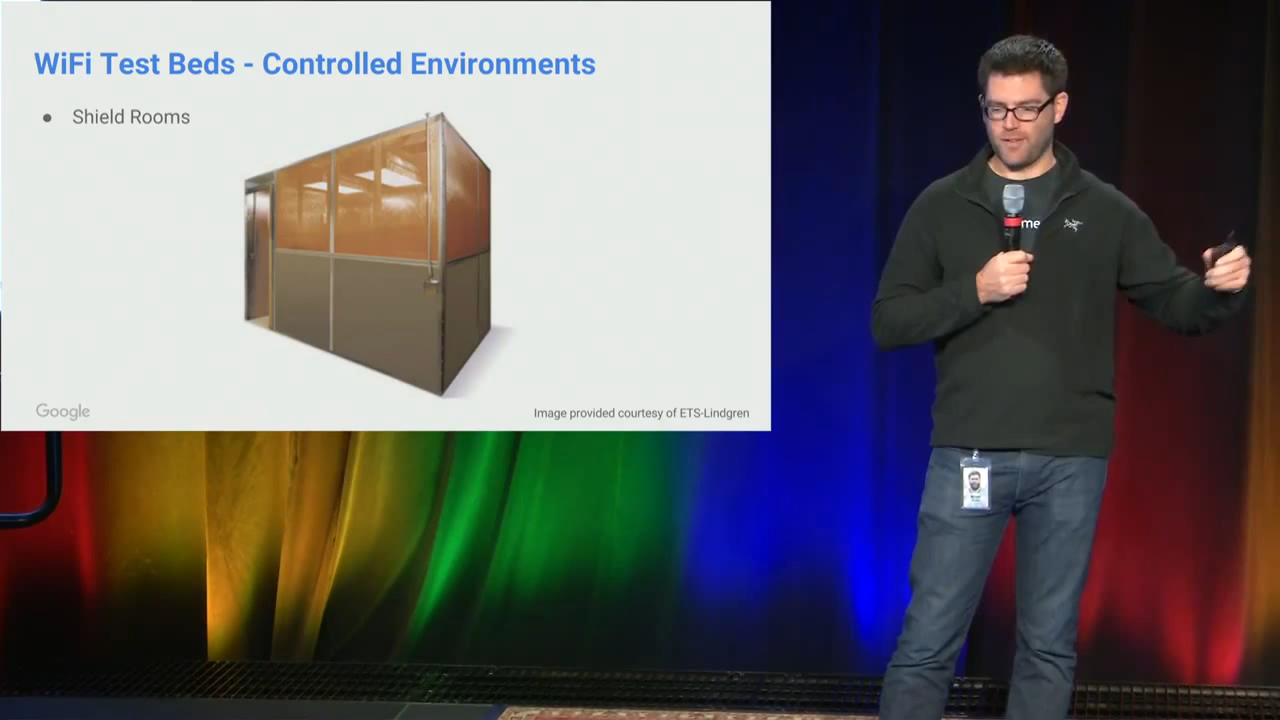 WiFi Test Beds - Controlled Environments
● Shield Rooms
Google
Image provided courtesy of ETS-Lindgren
me